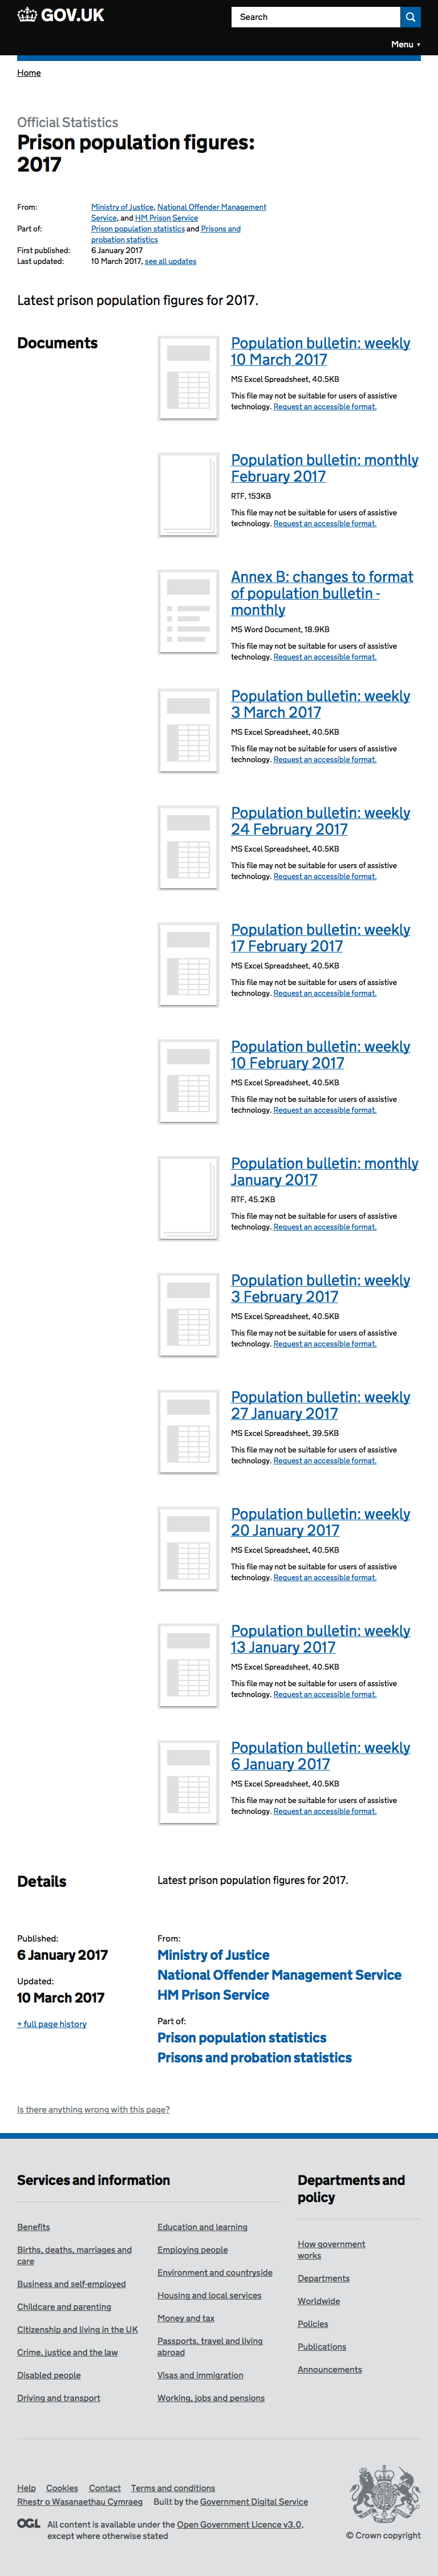 GOV.UK
Search
Menu ▼
Home
Official Statistics
Prison population figures:
2017
From:
Ministry of Justice, National Offender Management
Service, and HM Prison Service
Part of:
Prison population statistics and Prisons and
probation statistics
First published:
6 January 2017
Last updated:
10 March 2017, see all updates
Latest prison population figures for 2017.
Documents
Population bulletin: weekly
10 March 2017
MS Excel Spreadsheet, 40.5KB
This file may not be suitable for users of assistive
technology. Request an accessible format.
Population bulletin: monthly
February 2017
RTF, 153KB
This file may not be suitable for users of assistive
technology. Request an accessible format.
Annex B: changes to format
of population bulletin -
monthly
MS Word Document, 18.9KB
This file may not be suitable for users of assistive
technology. Request an accessible format.
Population bulletin: weekly
3 March 2017
MS Excel Spreadsheet, 40.5KB
This file may not be suitable for users of assistive
technology. Request an accessible format.
Population bulletin: weekly
24 February 2017
MS Excel Spreadsheet, 40.5KB
This file may not be suitable for users of assistive
technology. Request an accessible format.
Population bulletin: weekly
17 February 2017
MS Excel Spreadsheet, 40.5KB
This file may not be suitable for users of assistive
technology. Request an accessible format.
Population bulletin: weekly
10 February 2017
MS Excel Spreadsheet, 40.5KB
This file may not be suitable for users of assistive
technology. Request an accessible format.
Population bulletin: monthly
January 2017
RTF, 45.2KB
This file may not be suitable for users of assistive
technology. Request an accessible format.
Population bulletin: weekly
3 February 2017
MS Excel Spreadsheet, 40.5KB
This file may not be suitable for users of assistive
technology. Request an accessible format.
Population bulletin: weekly
27 January 2017
MS Excel Spreadsheet, 39.5KB
This file may not be suitable for users of assistive
technology. Request an accessible format.
Population bulletin: weekly
20 January 2017
MS Excel Spreadsheet, 40.5KB
This file may not be suitable for users of assistive
technology. Request an accessible format.
Population bulletin: weekly
13 January 2017
MS Excel Spreadsheet, 40.5KB
This file may not be suitable for users of assistive
technology. Request an accessible format.
Population bulletin: weekly
6 January 2017
MS Excel Spreadsheet, 40.5KB
This file may not be suitable for users of assistive
technology. Request an accessible format.
Details
Latest prison population figures for 2017.
Published:
6 January 2017
Updated:
10 March 2017
+ full page history
From:
Ministry of Justice
National Offender Management Service
HM Prison Service
Part of:
Prison population statistics
Prisons and probation statistics
Is there anything wrong with this page?
Services and information
Benefits
Births, deaths, marriages and
care
Business and self-employed
Childcare and parenting
Citizenship and living in the UK
Crime, justice and the law
Disabled people
Driving and transport
Education and learning
Employing people
Environment and countryside
Housing and local services
Money and tax
Passports, travel and living
abroad
Visas and immigration
Working, jobs and pensions
Departments and
policy
How government
works
Departments
Worldwide
Policies
Publications
Announcements
Help Cookies Contact Terms and conditions
Rhestr o Wasanaethau Cymraeg Built by the Government Digital Service
OGL All content is available under the Open Government Licence v3.0,
except where otherwise stated
© Crown copyright